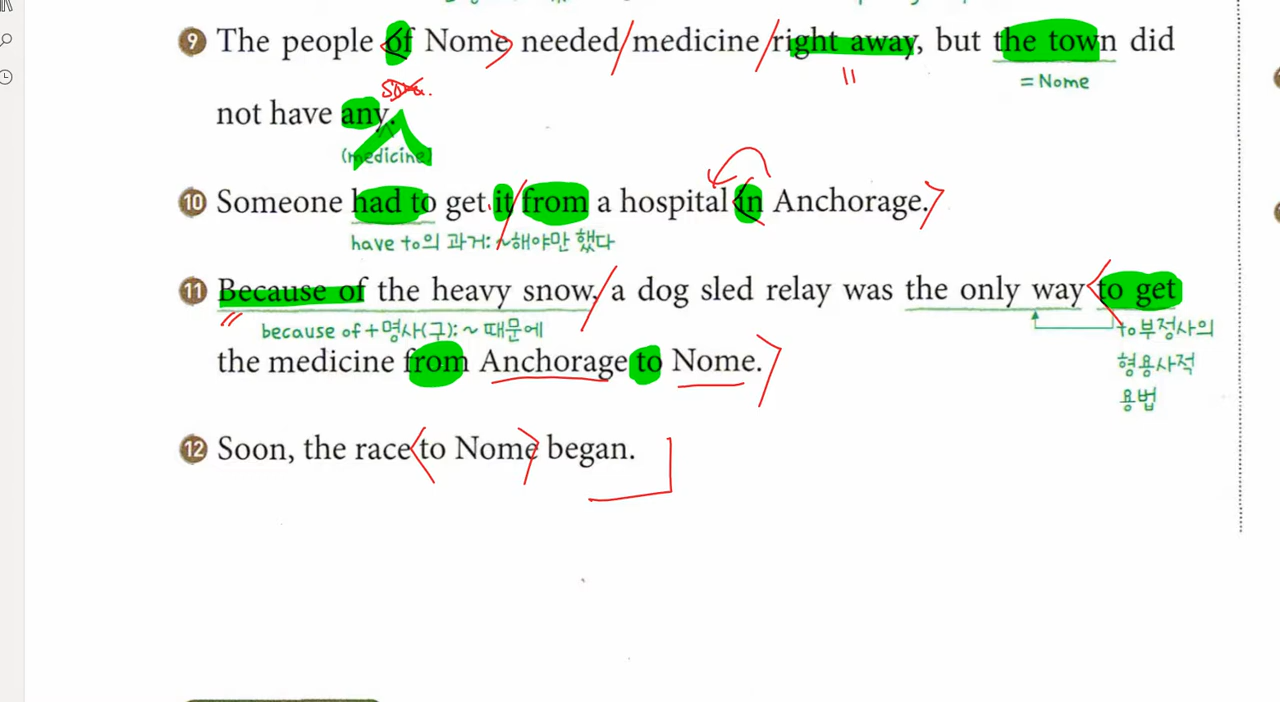 9 The people of Nome needed medicine right away, but the town did
= Nome
not have any.
(medicine)
10 Someone had to get it from a hospital in Anchorage.
have to의 과거: ~해야만 했다
11 Because of the heavy snow, a dog sled relay was the only way to get
because of + 명사(구): ~ 때문에
to부정사의
the medicine from Anchorage to Nome.
형용사적
용법
12 Soon, the race to Nome began.